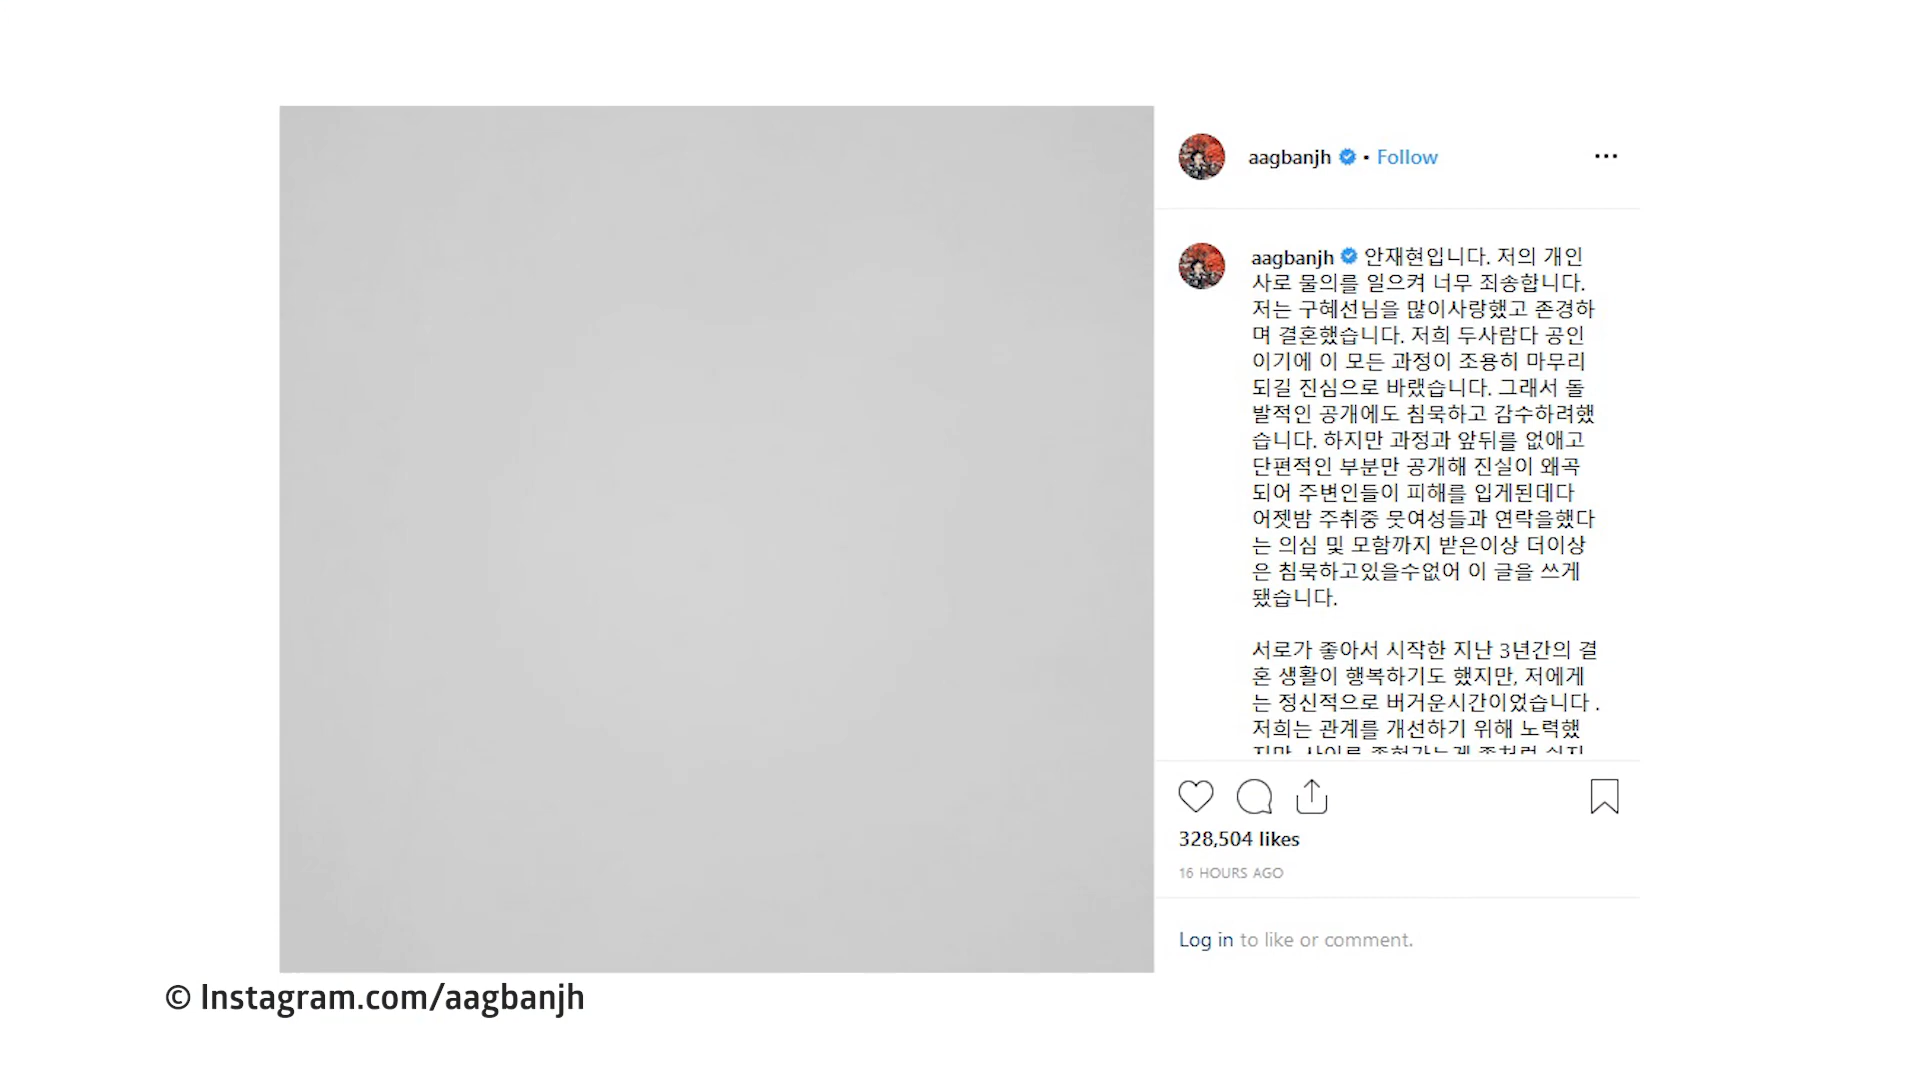 aagbanjh • Follow
aagbanjh 안재현입니다. 저의 개인
사로 물의를 일으켜 너무 죄송합니다.
저는 구혜선님을 많이사랑했고 존경하
며 결혼했습니다. 저희 두사람다 공인
이기에 이 모든 과정이 조용히 마무리
되길 진심으로 바랬습니다. 그래서 돌
발적인 공개에도 침묵하고 감수하려했
습니다. 하지만 과정과 앞뒤를 없애고
단편적인 부분만 공개해 진실이 왜곡
되어 주변인들이 피해를 입게된데다
어젯밤 주취중 뭇여성들과 연락을했다
는 의심 및 모함까지 받은이상 더이상
은 침묵하고있을수없어 이 글을 쓰게
됐습니다.
서로가 좋아서 시작한 지난 3년간의 결
혼 생활이 행복하기도 했지만, 저에게
는 정신적으로 버거운시간이었습니다 .
저희는 관계를 개선하기 위해 노력했
328,504 likes
16 HOURS AGO
Log in to like or comment.
© Instagram.com/aagbanjh